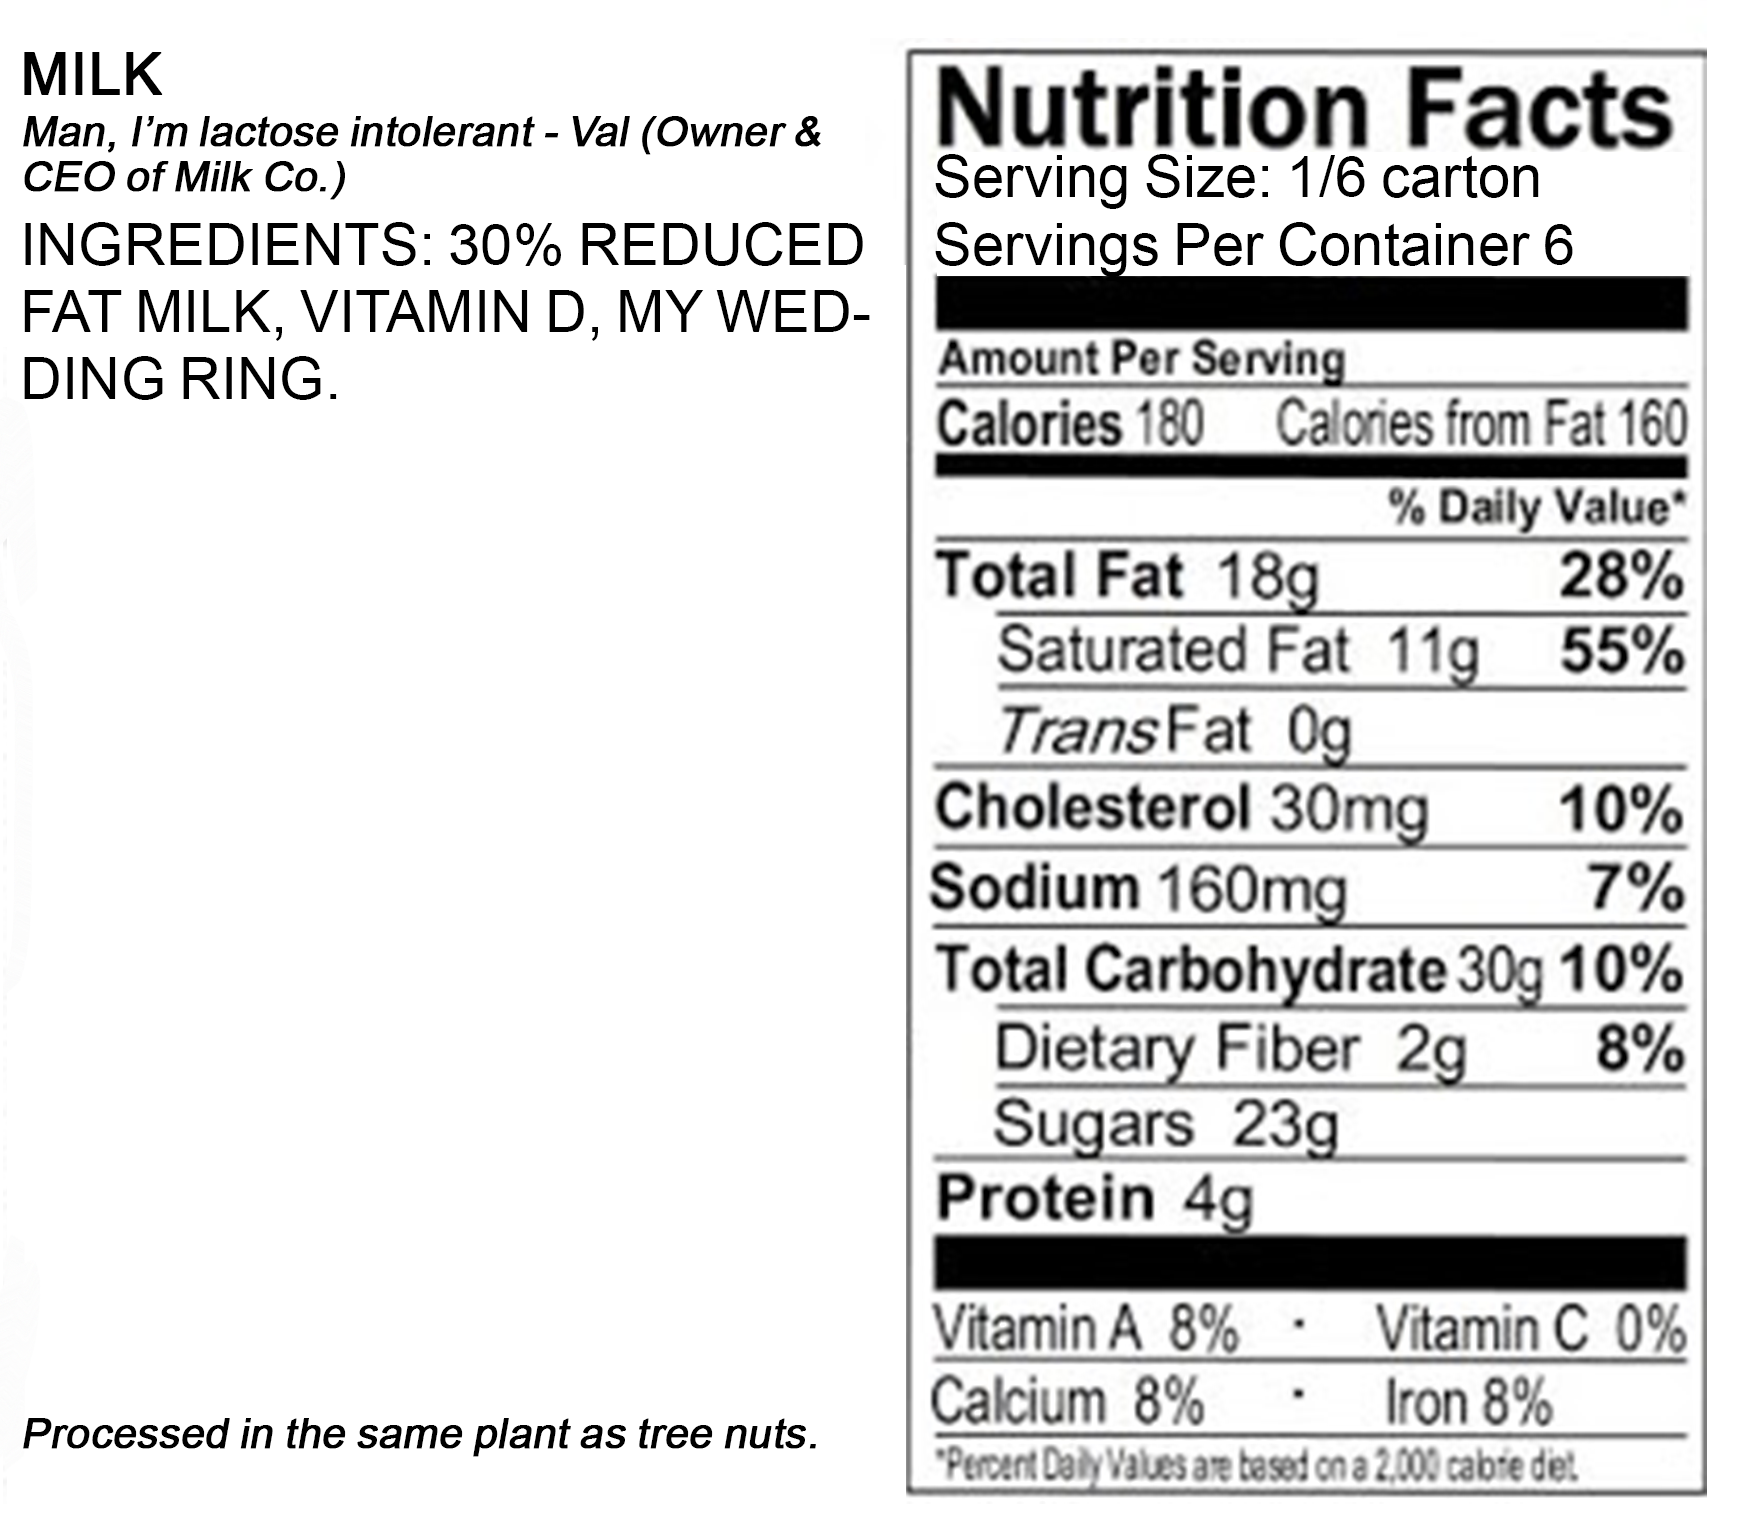 MILK
Man, I'm lactose intolerant - Val (Owner &
CEO of Milk Co.)
INGREDIENTS: 30% REDUCED
FAT MILK, VITAMIN D, MY WED-
DING RING.
Processed in the same plant as tree nuts.
Nutrition Facts
Serving Size: 1/6 carton
Servings Per Container 6
Amount Per Serving
Calories 180 Calories from Fat 160
% Daily Value*
Total Fat 18g 28%
Saturated Fat 11g 55%
Trans Fat 0g
Cholesterol 30mg 10%
Sodium 160mg 7%
Total Carbohydrate 30g 10%
Dietary Fiber 2g 8%
Sugars 23g
Protein 4g
Vitamin A 8% · Vitamin C 0%
Calcium 8% · Iron 8%
*Percent Daily Values are based on a 2,000 calorie diet.